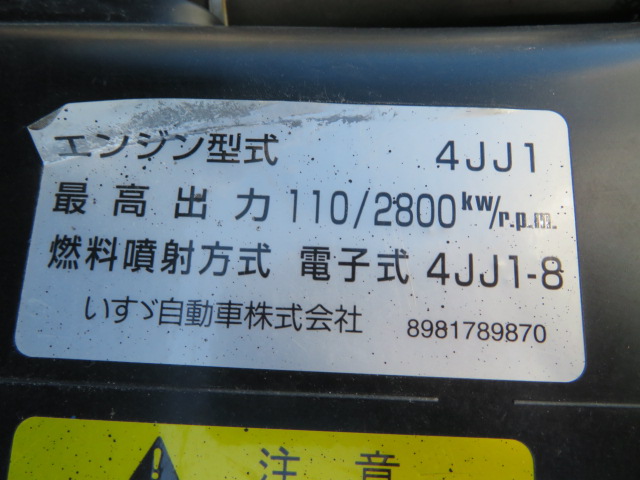 エンジン型式 4JJ1
最高出力 110/2800kw/r.p.m.
燃料噴射方式 電子式 4JJ1-8
いすゞ自動車株式会社 8981789870
注意